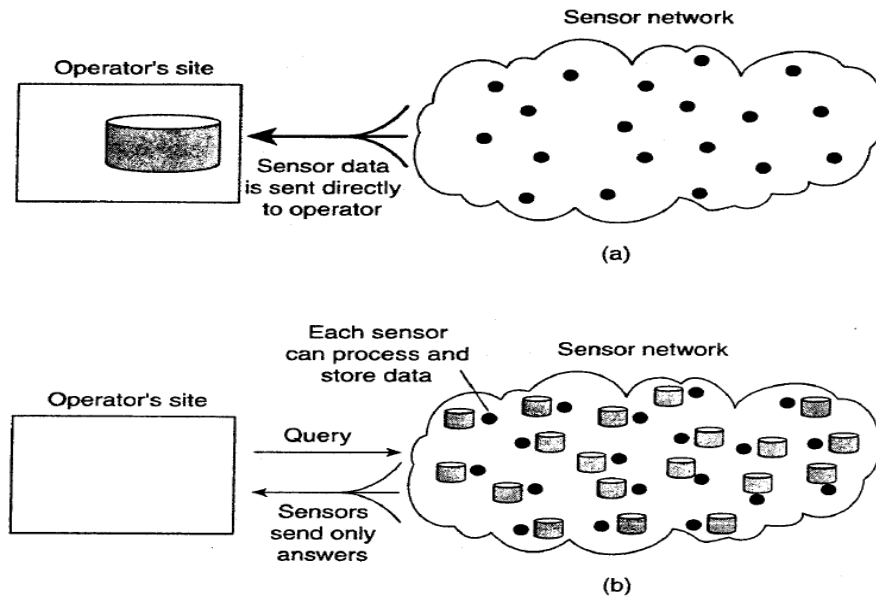 Sensor network
Operator's site
Sensor data
is sent directly
to operator
(a)
Each sensor
can process and
store data
Sensor network
Operator's site
Query
Sensors
send only
answers
(b)